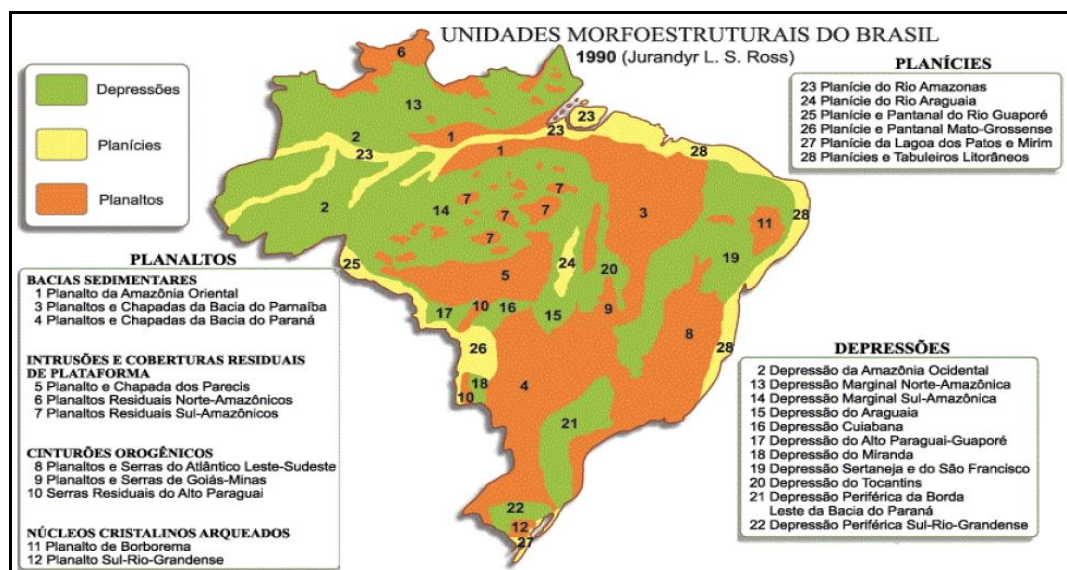 UNIDADES MORFOESTRUTURAIS DO BRASIL
1990 (Jurandyr L. S. Ross)
Depressões
Planícies
Planaltos
PLANÍCIES
23 Planície do Rio Amazonas
24 Planície do Rio Araguaia
25 Planície e Pantanal do Rio Guaporé
26 Planície e Pantanal Mato-Grossense
27 Planície da Lagoa dos Patos e Mirim
28 Planícies e Tabuleiros Litorâneos
6
13
23
2
1
23
23
1
28
2
14
7
7
7
7
7
3
11
28
19
25
5
24
20
17
10
16
15
9
26
8
28
18
10
4
21
22
12
27
PLANALTOS
BACIAS SEDIMENTARES
1 Planalto da Amazônia Oriental
3 Planaltos e Chapadas da Bacia do Parnaíba
4 Planaltos e Chapadas da Bacia do Paraná
INTRUSÕES E COBERTURAS RESIDUAIS
DE PLATAFORMA
5 Planalto e Chapada dos Parecis
6 Planaltos Residuais Norte-Amazônicos
7 Planaltos Residuais Sul-Amazônicos
CINTURÕES OROGÊNICOS
8 Planaltos e Serras do Atlântico Leste-Sudeste
9 Planaltos e Serras de Goiás-Minas
10 Serras Residuais do Alto Paraguai
NÚCLEOS CRISTALINOS ARQUEADOS
11 Planalto de Borborema
12 Planalto Sul-Rio-Grandense
DEPRESSÕES
2 Depressão da Amazônia Ocidental
13 Depressão Marginal Norte-Amazônica
14 Depressão Marginal Sul-Amazônica
15 Depressão do Araguaia
16 Depressão Cuiabana
17 Depressão do Alto Paraguai-Guaporé
18 Depressão do Miranda
19 Depressão Sertaneja e do São Francisco
20 Depressão do Tocantins
21 Depressão Periférica da Borda
Leste da Bacia do Paraná
22 Depressão Periférica Sul-Rio-Grandense